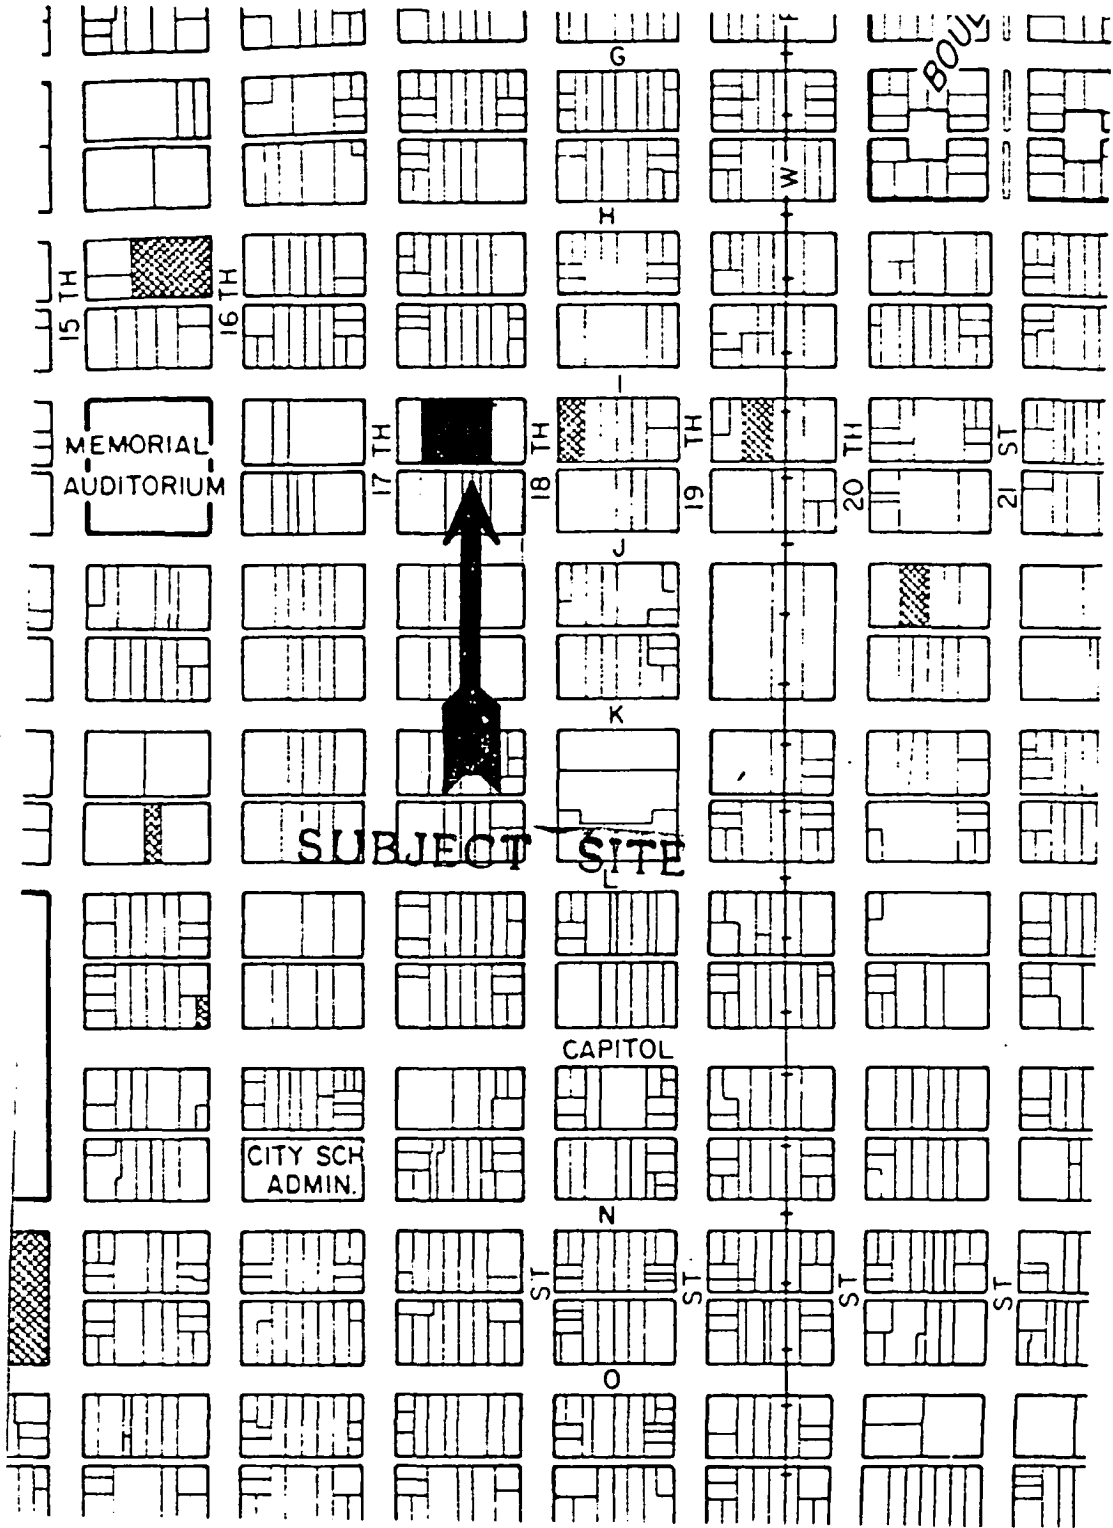 BOUL
G
W
H
15 TH
16 TH
I
MEMORIAL
AUDITORIUM
17 TH
18 TH
19 TH
20 TH
21 ST
J
K
SUBJECT SITE
L
CAPITOL
CITY SCH
ADMIN.
N
ST
ST
ST
ST
O